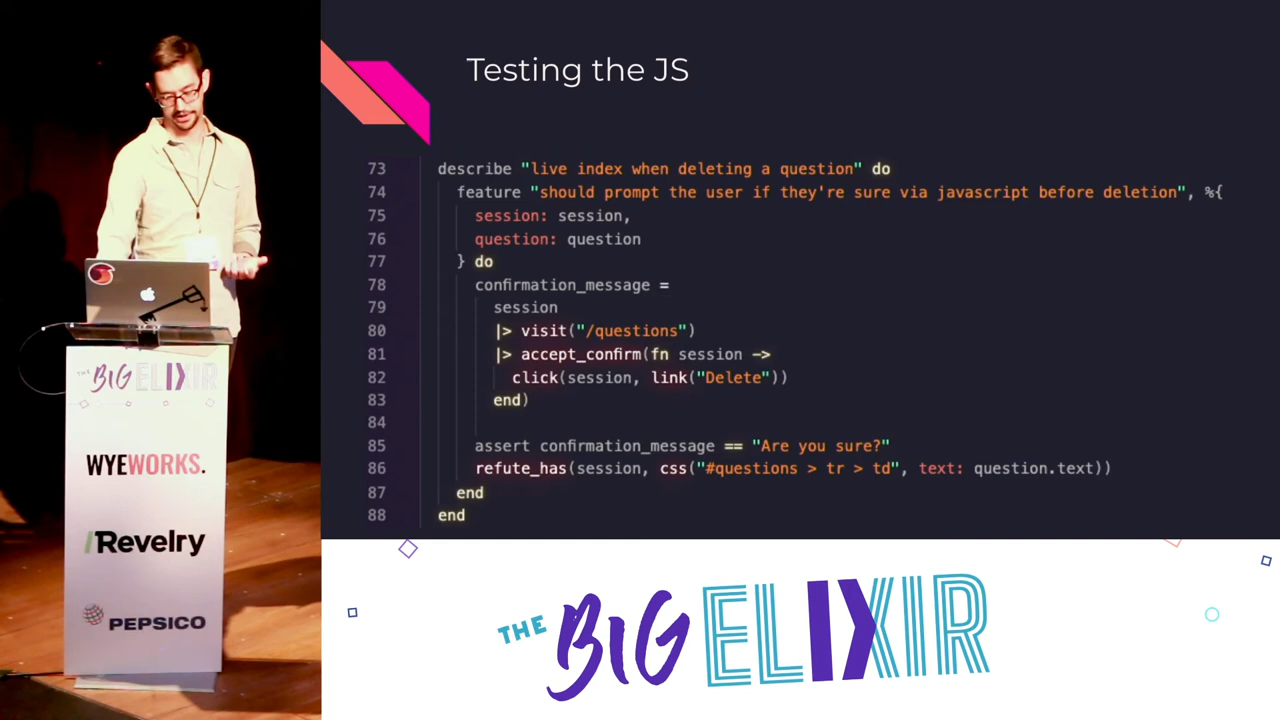 Testing the JS
73 describe "live index when deleting a question" do
74 feature "should prompt the user if they're sure via javascript before deletion", %{
75 session: session,
76 question: question
77 } do
78 confirmation_message =
79 session
80 |> visit("/questions")
81 |> accept_confirm(fn session ->
82 click(session, link("Delete"))
83 end)
84
85 assert confirmation_message == "Are you sure?"
86 refute_has(session, css("#questions > tr > td", text: question.text))
87 end
88 end
THE BIG ELIXIR
WYEWORKS.
/Revelry
PEPSICO
THE BIG ELIXIR